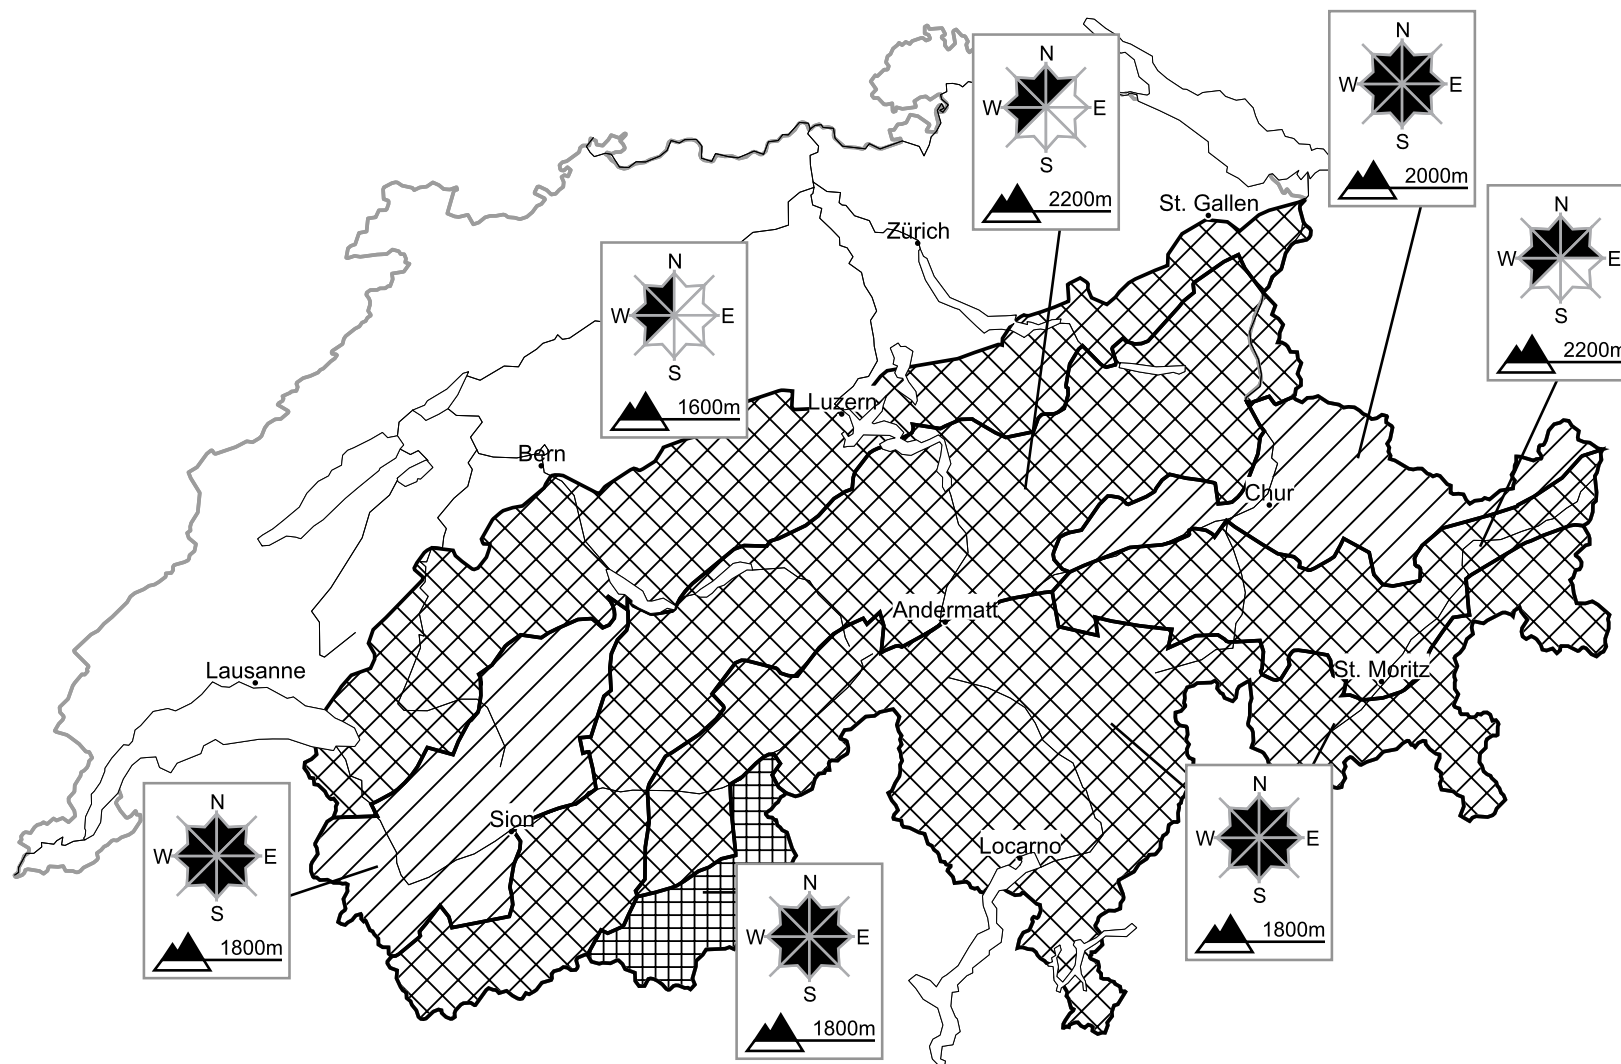 N
W
E
S
2000m
N
W
E
S
2200m
St. Gallen
N
W
E
S
2200m
Zürich
N
W
E
S
1600m
Luzern
Bern
Chur
Andermatt
St. Moritz
Lausanne
Sion
Locarno
N
W
E
S
1800m
N
W
E
S
1800m
N
W
E
S
1800m